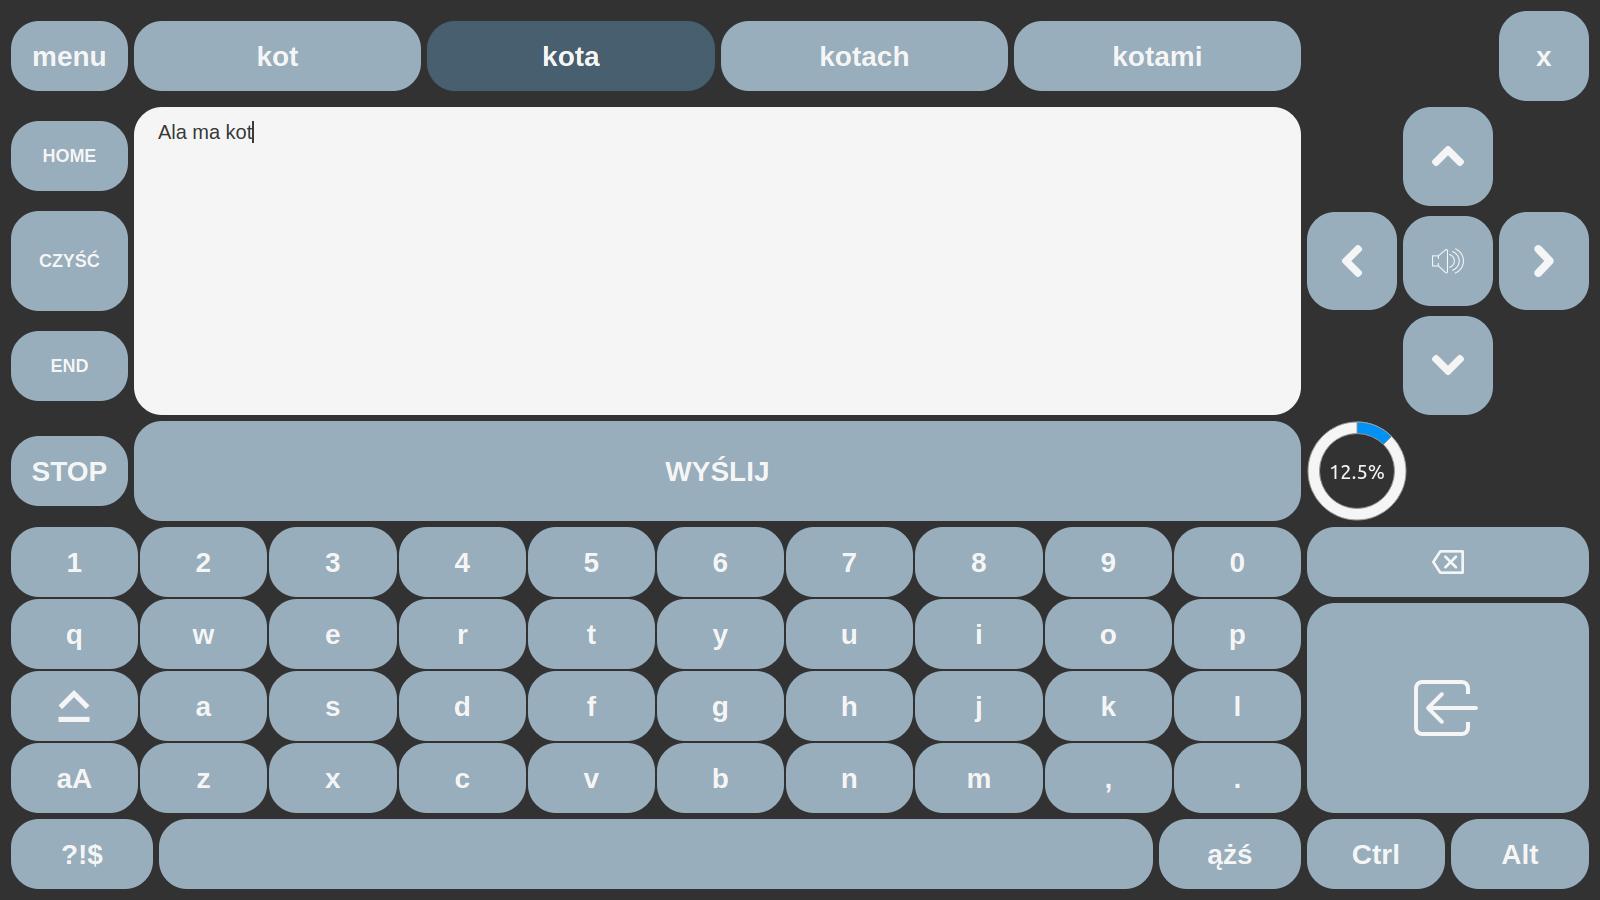 menu kot kota kotach kotami x
Ala ma kot
HOME
CZYŚĆ
END
STOP WYŚLIJ 12.5%
1 2 3 4 5 6 7 8 9 0
q w e r t y u i o p
a s d f g h j k l
aA z x c v b n m , .
?!$ ążś Ctrl Alt